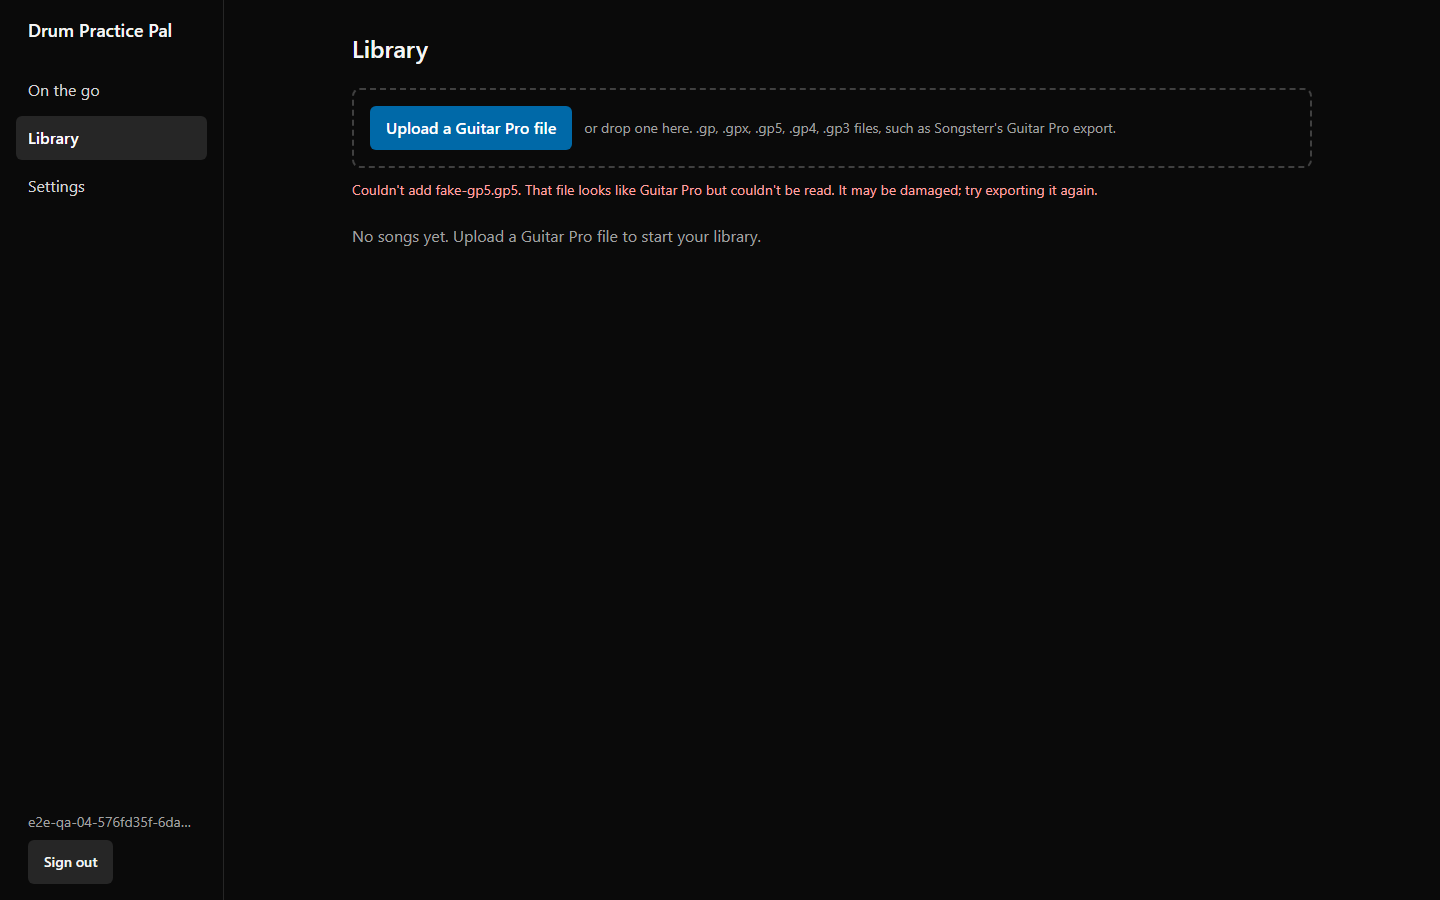 Drum Practice Pal
On the go
Library
Settings
Library
Upload a Guitar Pro file
or drop one here. .gp, .gpx, .gp5, .gp4, .gp3 files, such as Songsterr's Guitar Pro export.
Couldn't add fake-gp5.gp5. That file looks like Guitar Pro but couldn't be read. It may be damaged; try exporting it again.
No songs yet. Upload a Guitar Pro file to start your library.
e2e-qa-04-576fd35f-6da...
Sign out